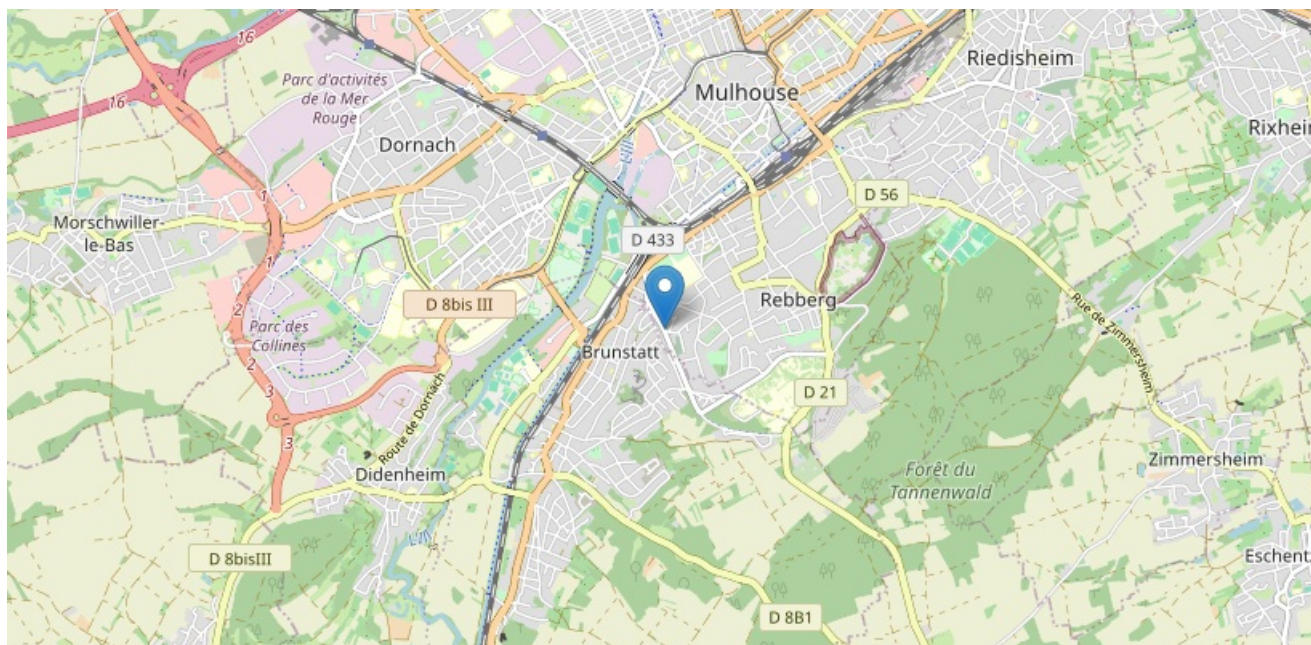 16
16
Parc d'activités
de la Mer
Rouge
Mulhouse
Riedisheim
Dornach
L'Ill
1
D 56
Morschwiller-
le-Bas
D 433
1
2
D 8bis III
Rebberg
Parc des
Collines
2
Rue de Zimmersheim
Brunstatt
3
D 21
Route de Dornach
3
Didenheim
Zimmersheim
Forêt du
Tannenwald
L'Ill
D 8bisIII
D 8B1